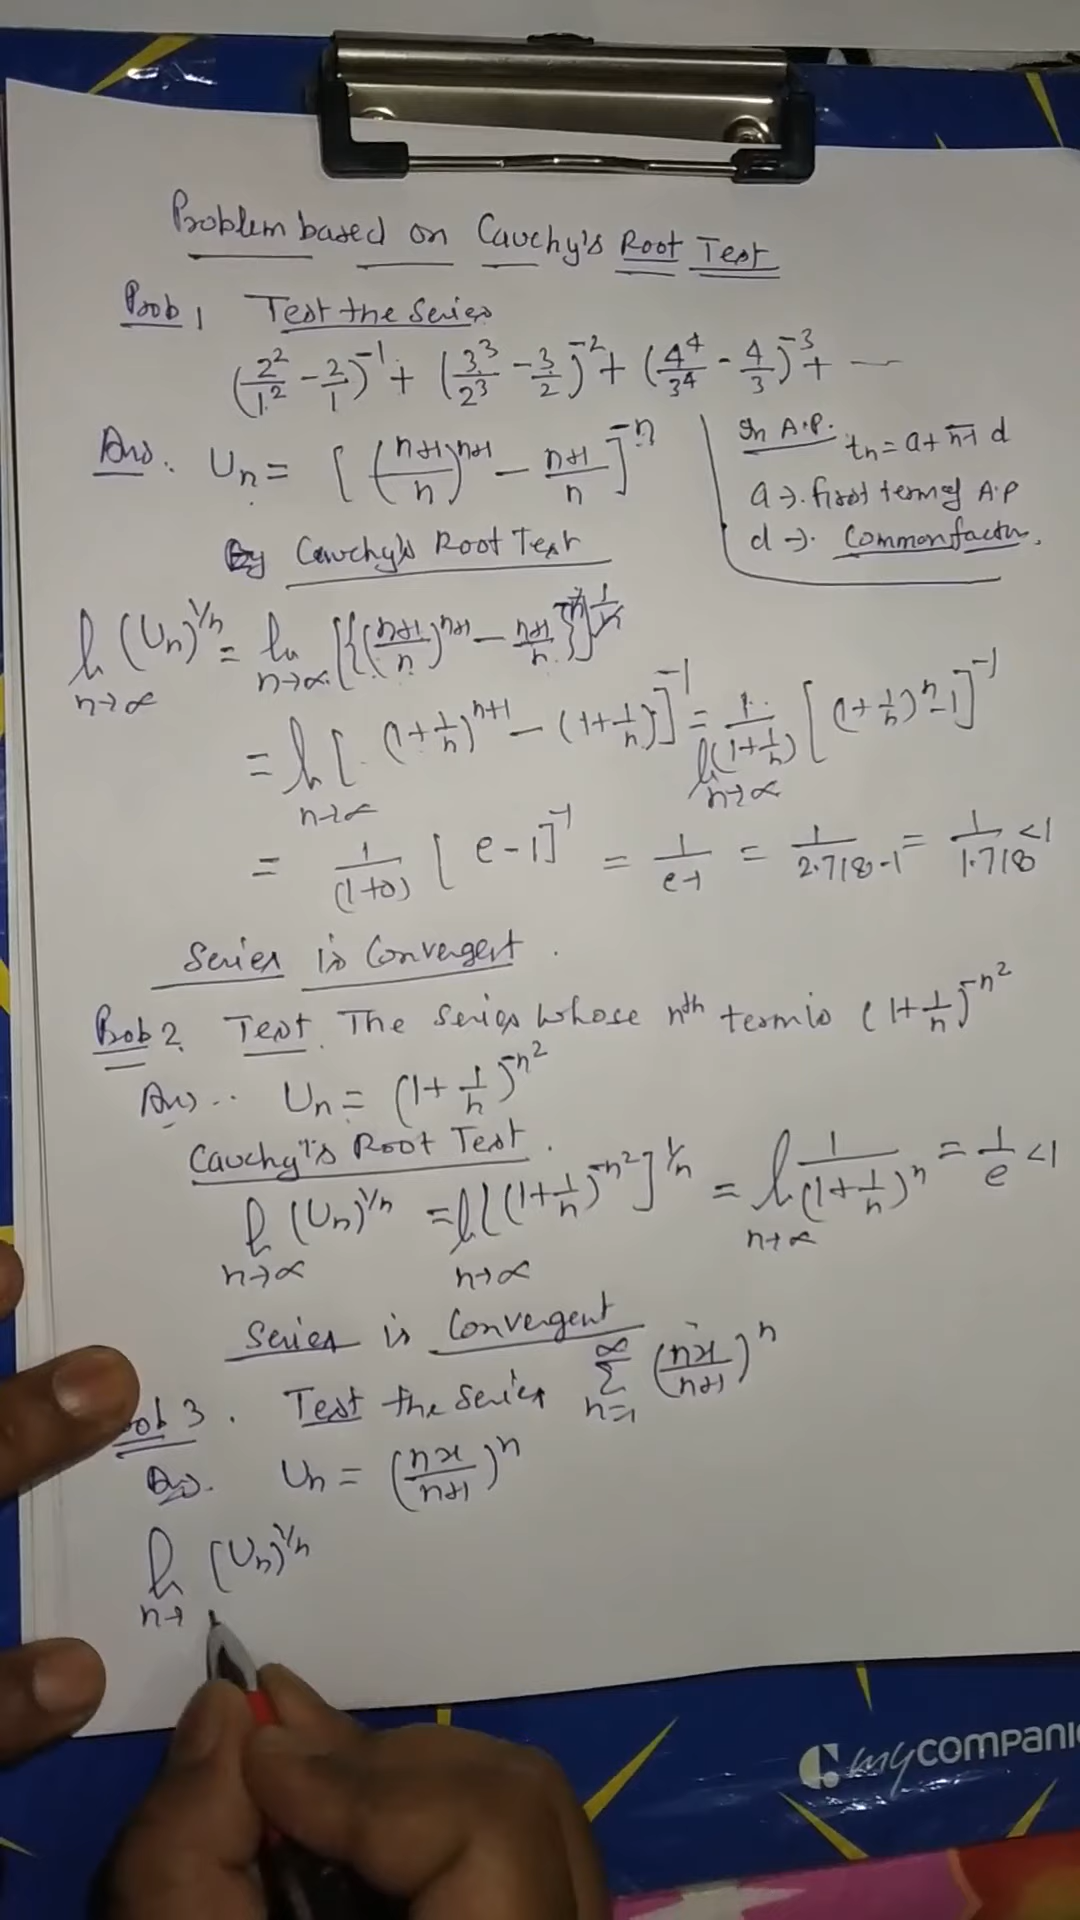 Problem based on Cauchy's Root Test
Prob 1 Test the Series
(2²/1² - 2/1)⁻¹ + (3³/2³ - 3/2)⁻² + (4⁴/3⁴ - 4/3)⁻³ + ---
Ans. Uₙ = [((n+1)/n)ⁿ⁺¹ - (n+1)/n]⁻ⁿ
In A.P. tₙ = a + n-1 d
a → first term of A.P
d → Common factor.
By Cauchy's Root Test
lt n→∞ (Uₙ)^1/n = lt n→∞ [{((n+1)/n)ⁿ⁺¹ - (n+1)/n}⁻ⁿ]^1/n
= lt n→∞ [(1+1/n)ⁿ⁺¹ - (1+1/n)]⁻¹ = 1/(lt n→∞ (1+1/n)) [(1+1/n)ⁿ - 1]⁻¹
= 1/(1+0) [e-1]⁻¹ = 1/(e-1) = 1/(2.718-1) = 1/1.718 < 1
Series is Convergent.
Prob 2. Test. The Series whose nth term is (1+1/n)^-n²
Ans.. Uₙ = (1+1/n)^-n²
Cauchy's Root Test.
lt n→∞ (Uₙ)^1/n = lt n→∞ [(1+1/n)^-n²]^1/n = lt n→∞ 1/(1+1/n)ⁿ = 1/e < 1
Series is Convergent
ob 3. Test the Series ∑ n=1 ∞ (nx/(n+1))ⁿ
Ans. Uₙ = (nx/(n+1))ⁿ
lt n→ (Uₙ)^1/n
mycompani